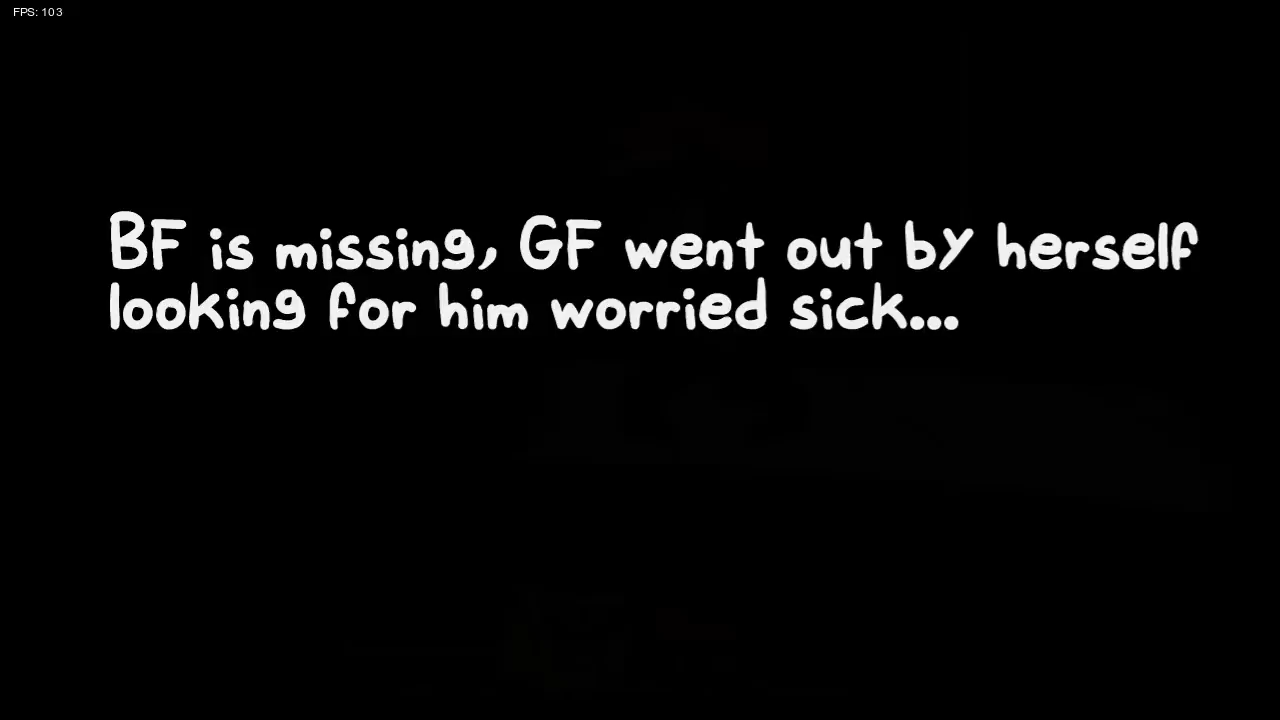 FPS: 103
BF is missing, GF went out by herself
looking for him worried sick...